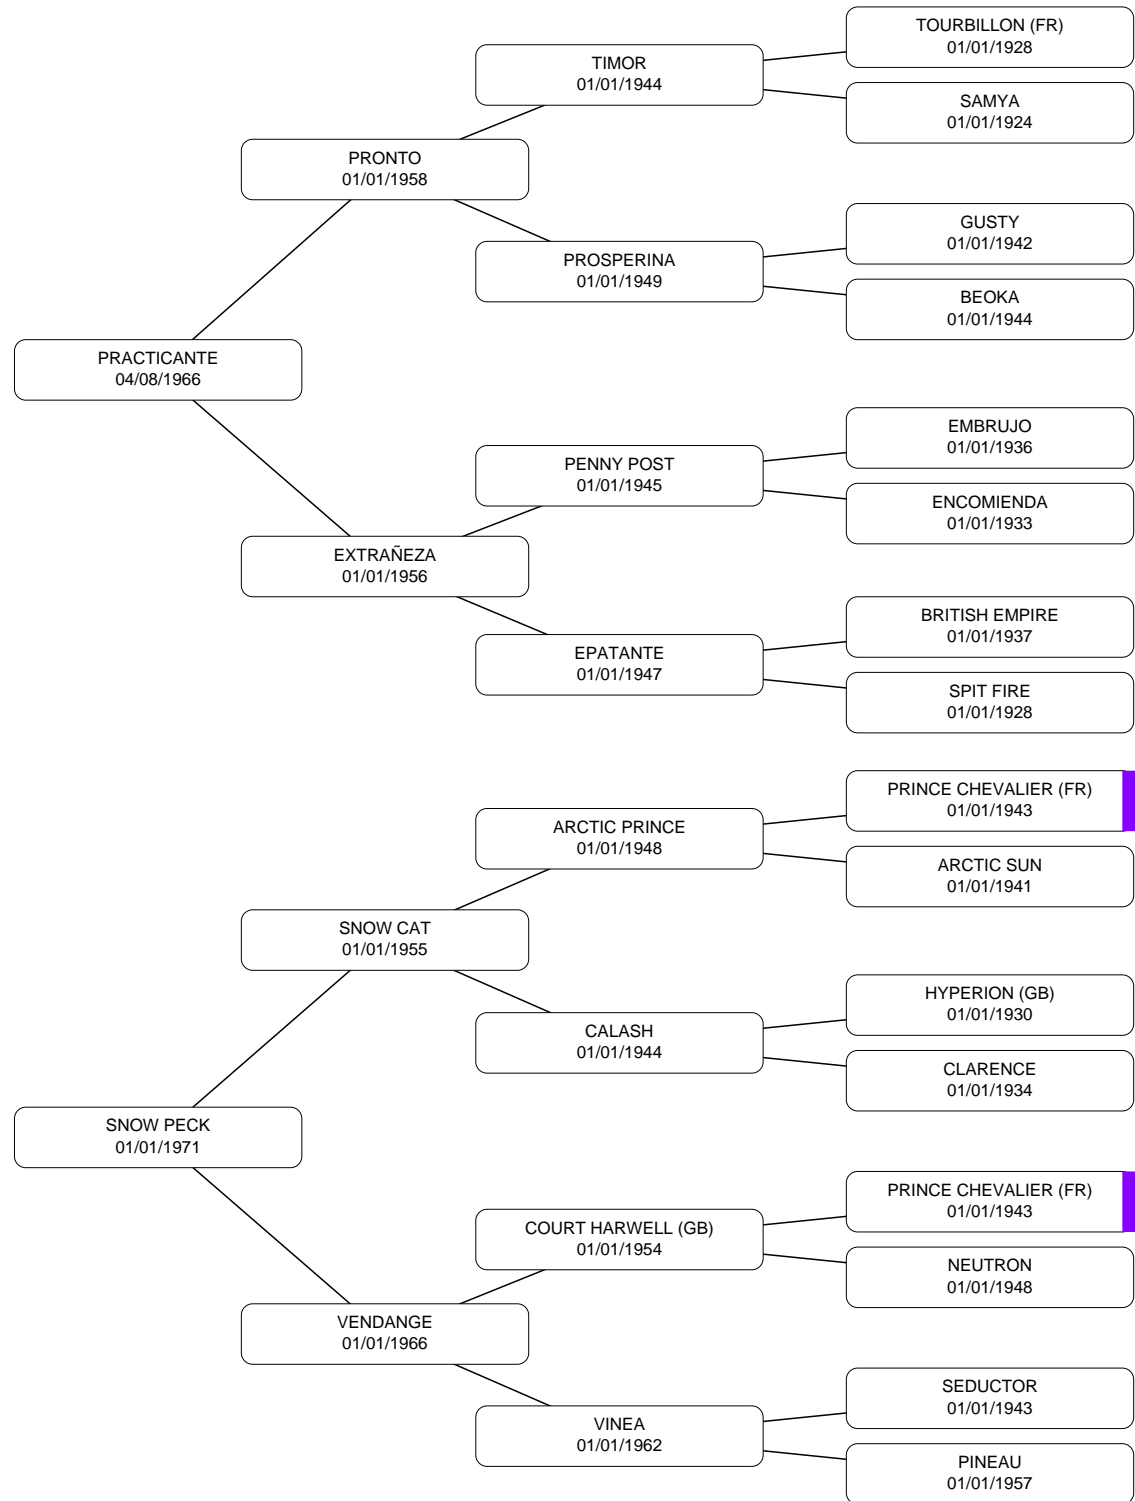 TOURBILLON (FR)
01/01/1928
TIMOR
01/01/1944
SAMYA
01/01/1924
PRONTO
01/01/1958
GUSTY
01/01/1942
PROSPERINA
01/01/1949
BEOKA
01/01/1944
PRACTICANTE
04/08/1966
EMBRUJO
01/01/1936
PENNY POST
01/01/1945
ENCOMIENDA
01/01/1933
EXTRAÑEZA
01/01/1956
BRITISH EMPIRE
01/01/1937
EPATANTE
01/01/1947
SPIT FIRE
01/01/1928
PRINCE CHEVALIER (FR)
01/01/1943
ARCTIC PRINCE
01/01/1948
ARCTIC SUN
01/01/1941
SNOW CAT
01/01/1955
HYPERION (GB)
01/01/1930
CALASH
01/01/1944
CLARENCE
01/01/1934
SNOW PECK
01/01/1971
PRINCE CHEVALIER (FR)
01/01/1943
COURT HARWELL (GB)
01/01/1954
NEUTRON
01/01/1948
VENDANGE
01/01/1966
SEDUCTOR
01/01/1943
VINEA
01/01/1962
PINEAU
01/01/1957